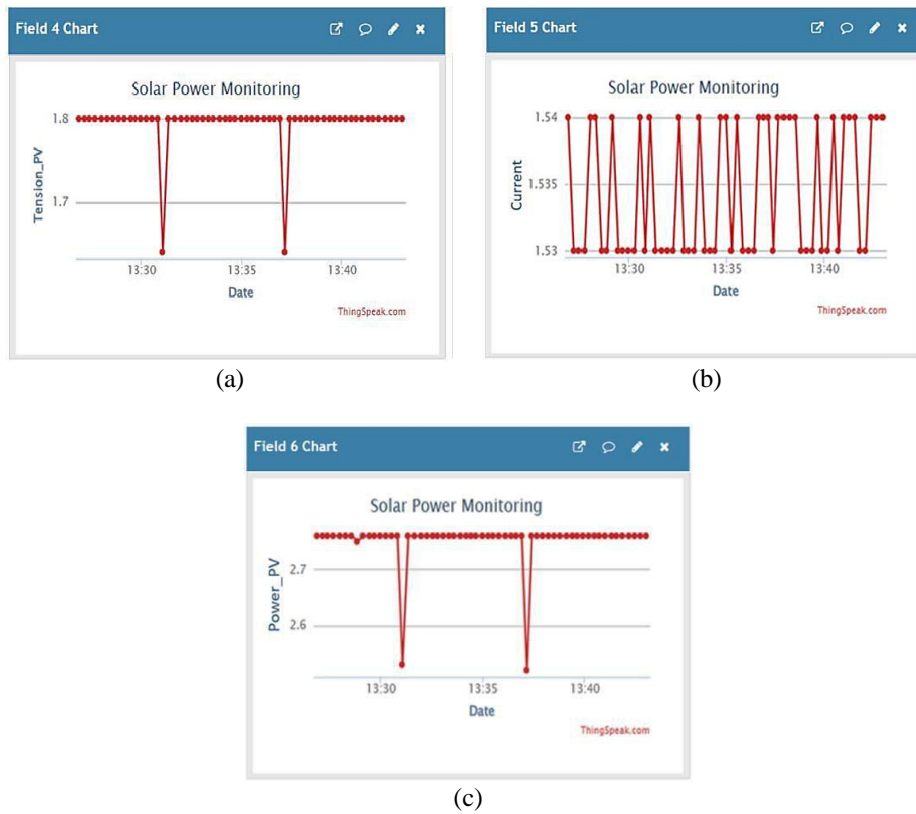 Field 4 Chart
Solar Power Monitoring
1.8
1.7
Tension_PV
13:30 13:35 13:40
Date
ThingSpeak.com
(a)
Field 5 Chart
Solar Power Monitoring
1.54
1.535
1.53
Current
13:30 13:35 13:40
Date
ThingSpeak.com
(b)
Field 6 Chart
Solar Power Monitoring
2.7
2.6
Power_PV
13:30 13:35 13:40
Date
ThingSpeak.com
(c)